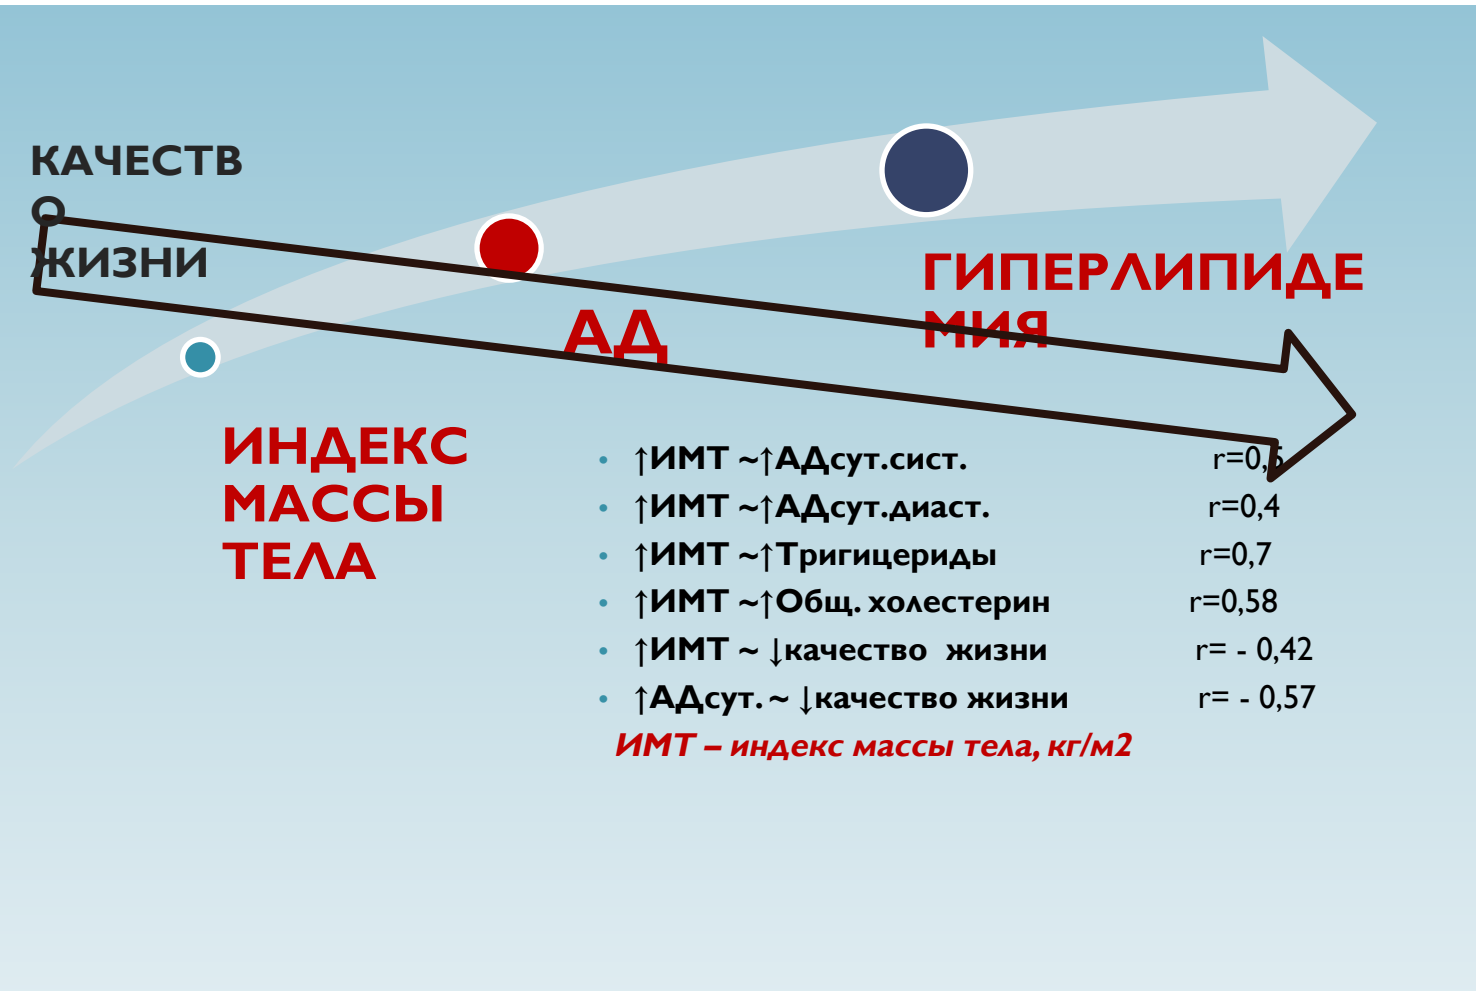 КАЧЕСТВ
О
ЖИЗНИ
АД
ГИПЕРЛИПИДЕ
МИЯ
ИНДЕКС
МАССЫ
ТЕЛА
• ↑ИМТ ~↑АДсут.сист. r=0,5
• ↑ИМТ ~↑АДсут.диаст. r=0,4
• ↑ИМТ ~↑Тригицериды r=0,7
• ↑ИМТ ~↑Общ. холестерин r=0,58
• ↑ИМТ ~ ↓качество жизни r= - 0,42
• ↑АДсут. ~ ↓качество жизни r= - 0,57
ИМТ – индекс массы тела, кг/м2